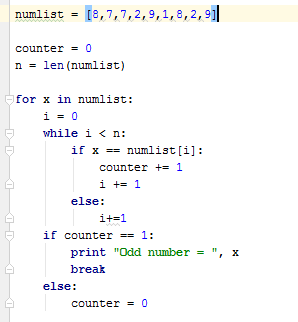 numlist = [8,7,7,2,9,1,8,2,9]
counter = 0
n = len(numlist)
for x in numlist:
    i = 0
    while i < n:
        if x == numlist[i]:
            counter += 1
            i += 1
        else:
            i+=1
    if counter == 1:
        print "Odd number = ", x
        break
    else:
        counter = 0